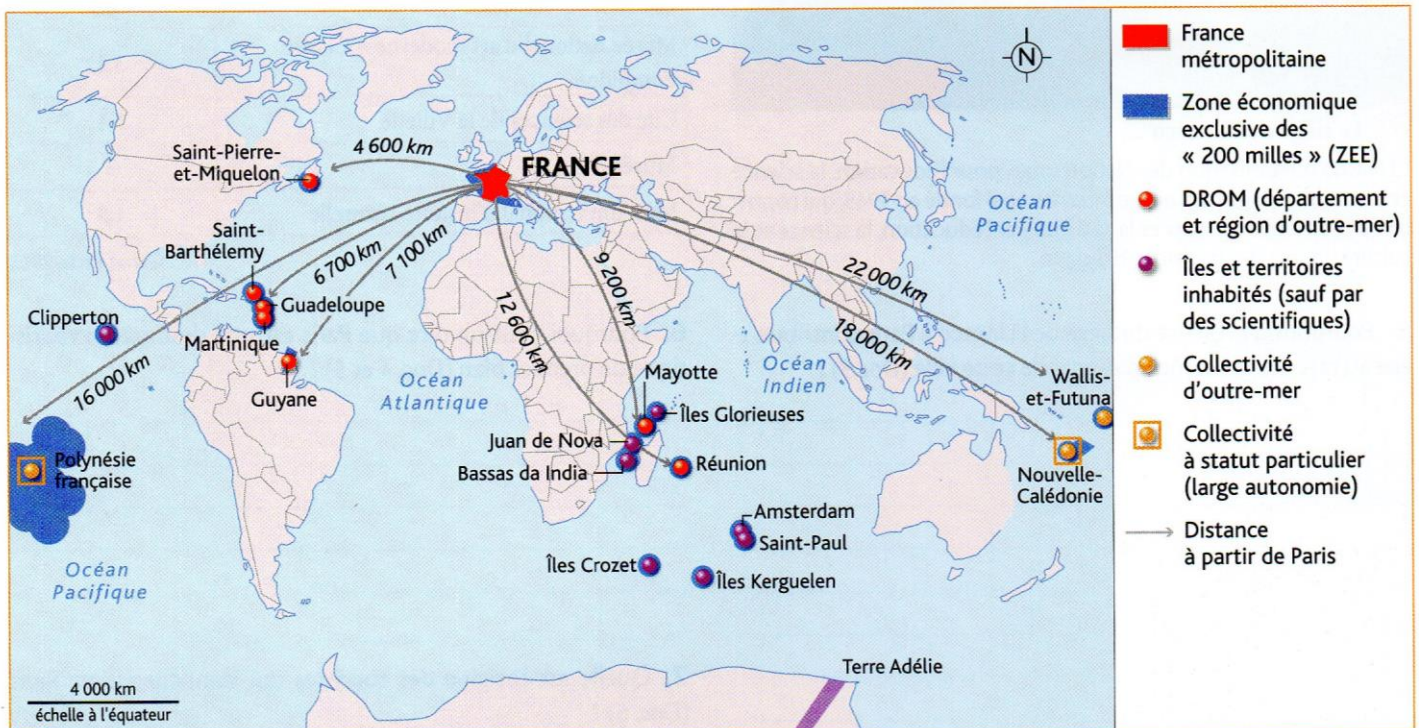 Saint-Pierre-
et-Miquelon
4 600 km
FRANCE
N
Océan
Pacifique
Saint-
Barthélemy
6 700 km
7 100 km
9 200 km
12 600 km
22 000 km
18 000 km
Clipperton
Guadeloupe
Martinique
16 000 km
Guyane
Océan
Atlantique
Océan
Indien
Mayotte
Îles Glorieuses
Wallis-
et-Futuna
Juan de Nova
Bassas da India
Réunion
Polynésie
française
Nouvelle-
Calédonie
Amsterdam
Saint-Paul
Îles Crozet
Îles Kerguelen
Océan
Pacifique
Terre Adélie
4 000 km
échelle à l'équateur
France
métropolitaine
Zone économique
exclusive des
« 200 milles » (ZEE)
DROM (département
et région d'outre-mer)
Îles et territoires
inhabités (sauf par
des scientifiques)
Collectivité
d'outre-mer
Collectivité
à statut particulier
(large autonomie)
Distance
à partir de Paris